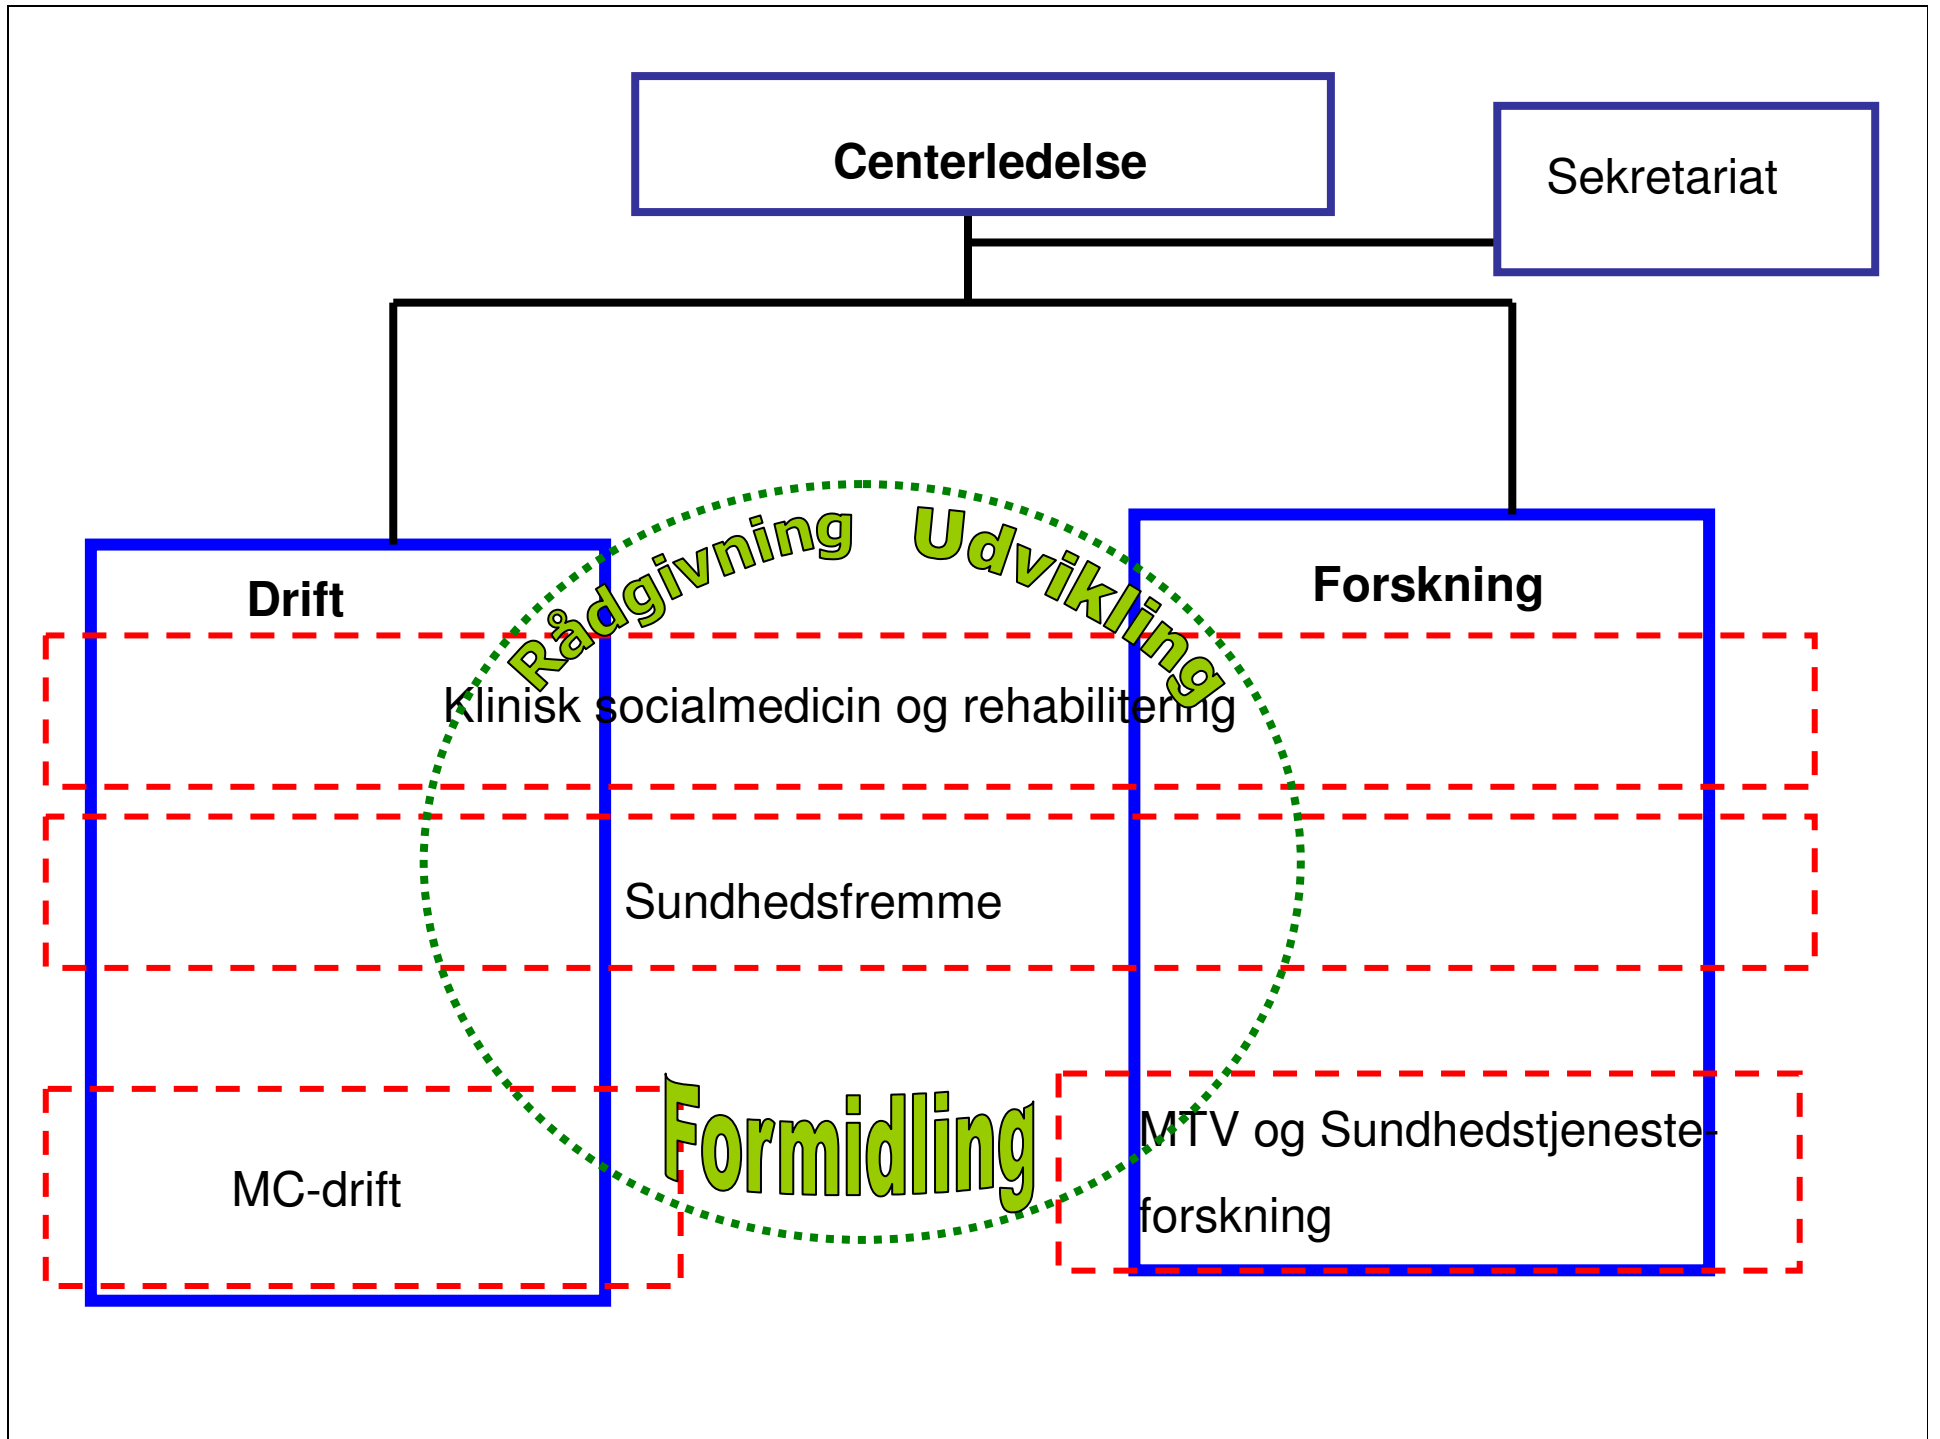 Centerledelse
Sekretariat
Rådgivning Udvikling
Drift
Forskning
Klinisk socialmedicin og rehabilitering
Sundhedsfremme
Formidling
MTV og Sundhedstjeneste-
forskning
MC-drift